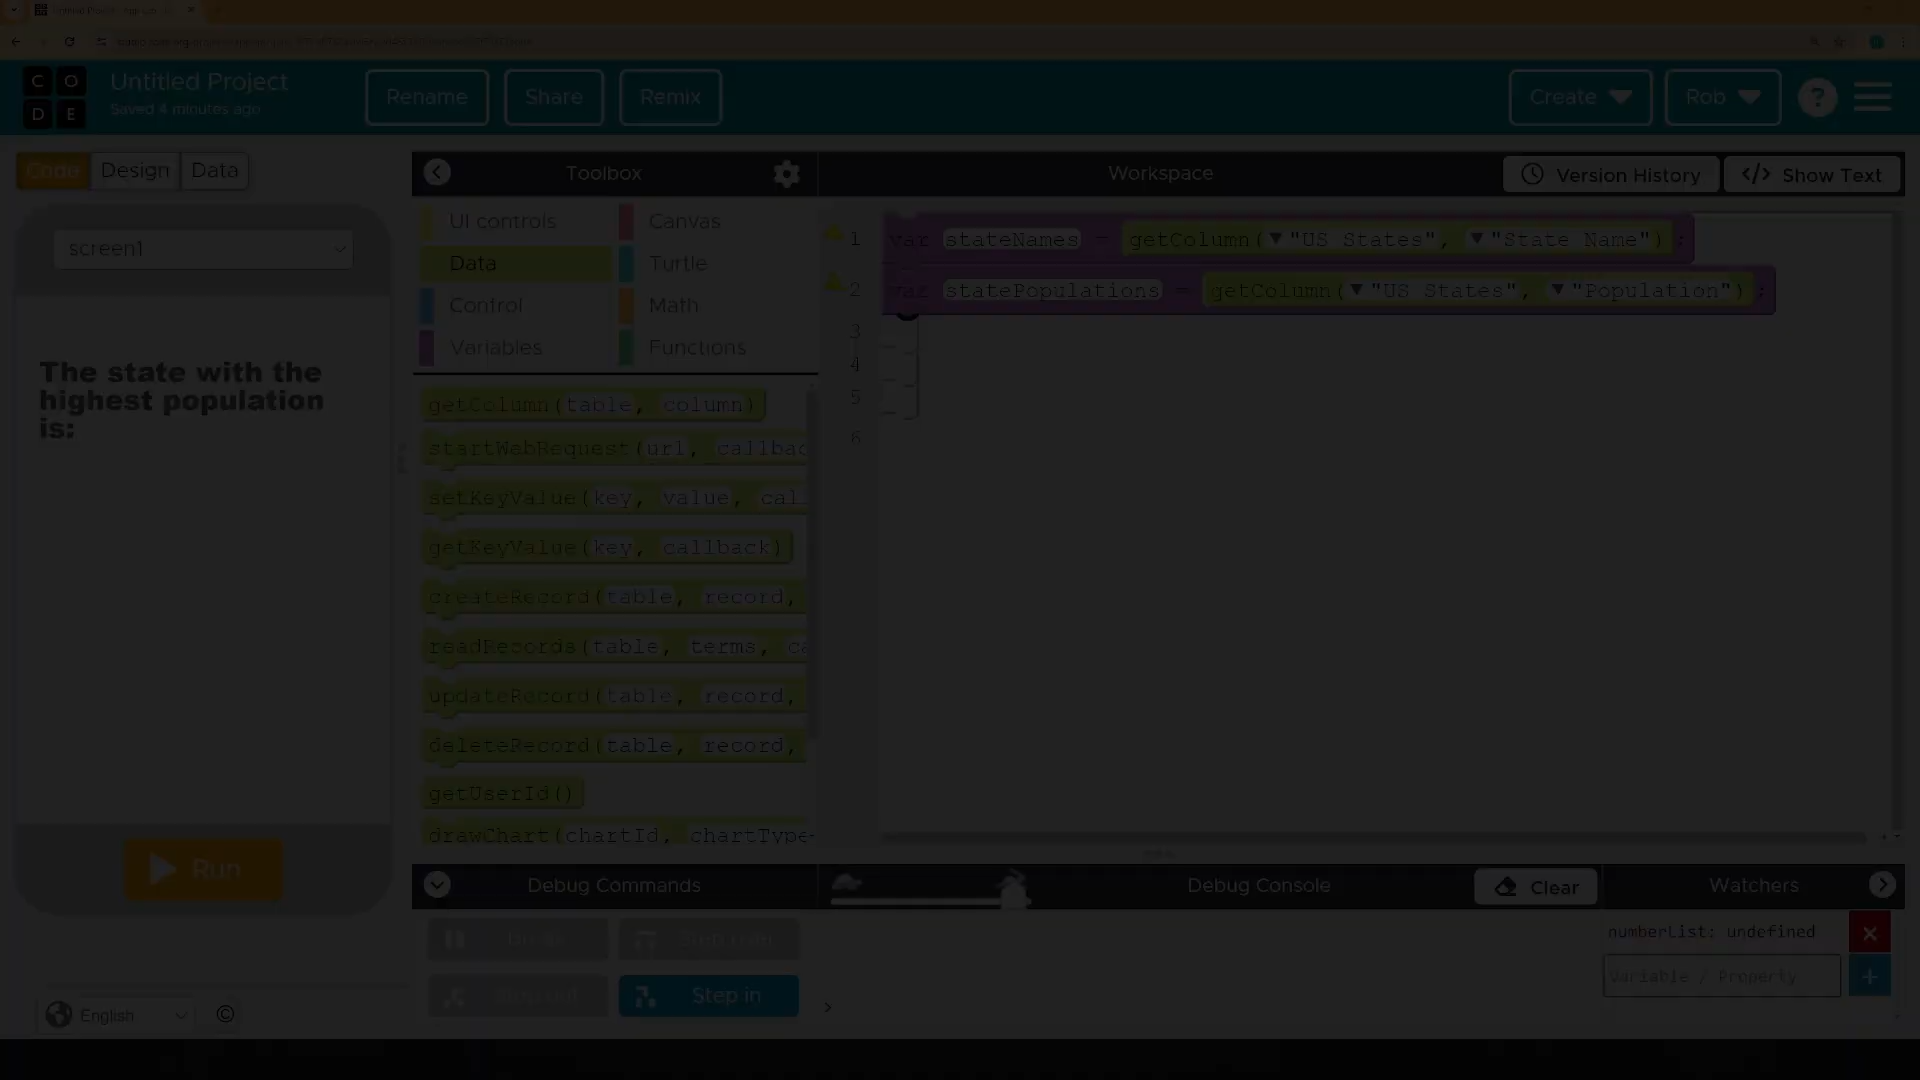 C O
D E
Untitled Project
Saved 4 minutes ago
Rename
Share
Remix
Create
Rob
?
Code
Design
Data
Toolbox
Workspace
Version History
</> Show Text
screen1
The state with the
highest population
is:
Run
English
©
UI controls
Canvas
Data
Turtle
Control
Math
Variables
Functions
getColumn(table, column)
startWebRequest(url, callbac
setKeyValue(key, value, cal
getKeyValue(key, callback)
createRecord(table, record,
readRecords(table, terms, ca
updateRecord(table, record,
deleteRecord(table, record,
getUserId()
drawChart(chartId, chartType
1 var stateNames = getColumn(▼"US States", ▼"State Name");
2 var statePopulations = getColumn(▼"US States", ▼"Population");
3
4
5
6
Debug Commands
Debug Console
Clear
Watchers
Step in
>
numberList: undefined
Variable / Property